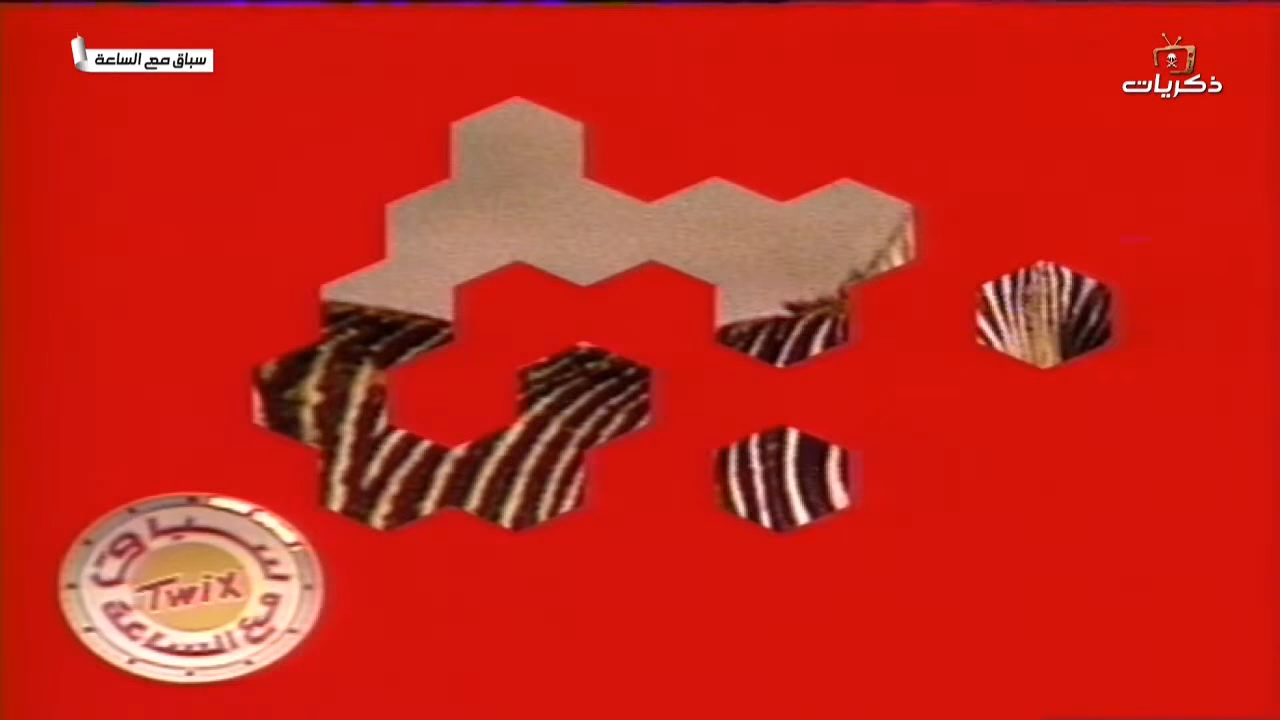 سباق مع الساعة
ذكريات
سباق
Twix
مع الساعة